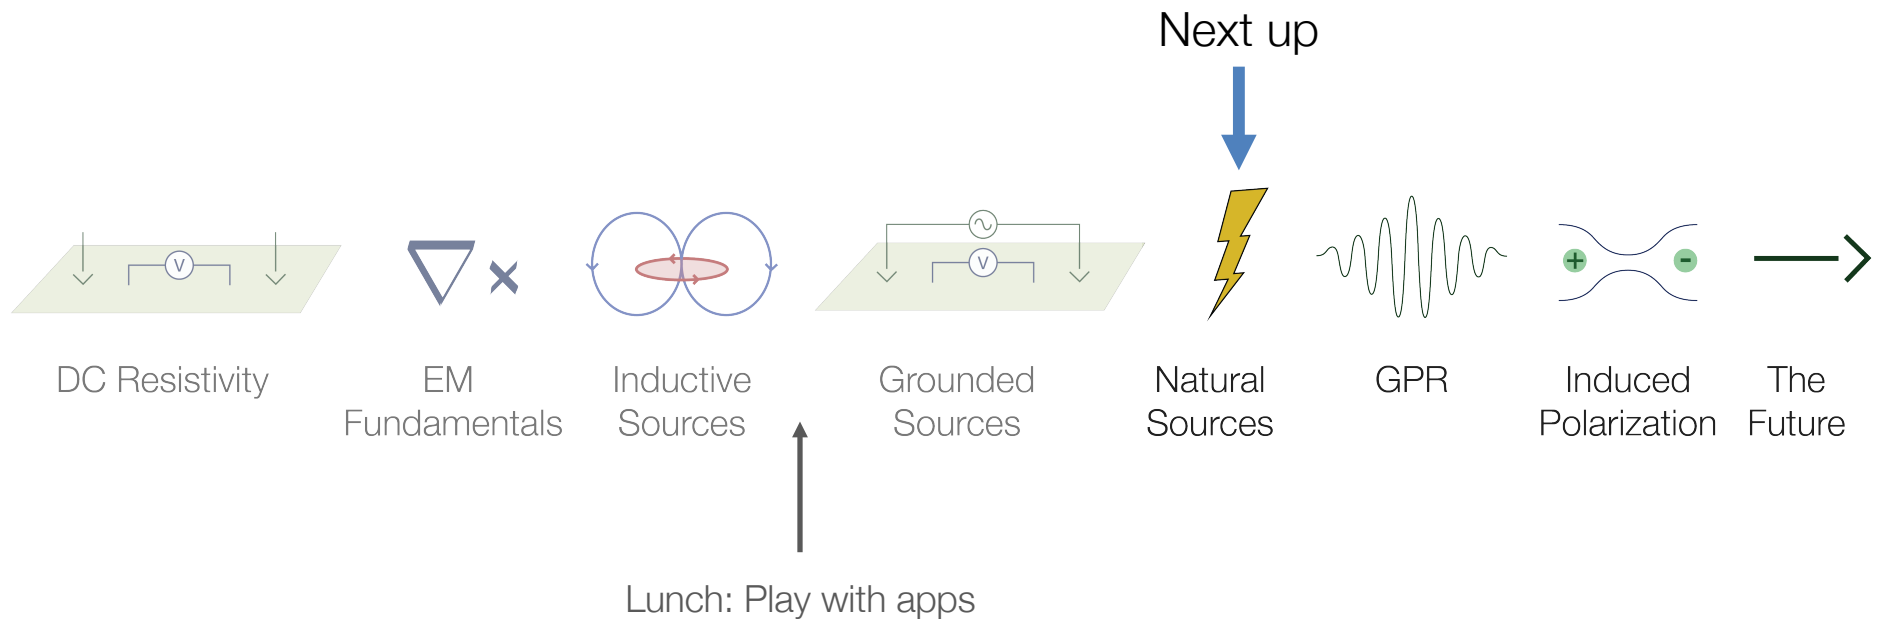 Next up
V
V
+
-
DC Resistivity
EM
Fundamentals
Inductive
Sources
Grounded
Sources
Natural
Sources
GPR
Induced
Polarization
The
Future
Lunch: Play with apps